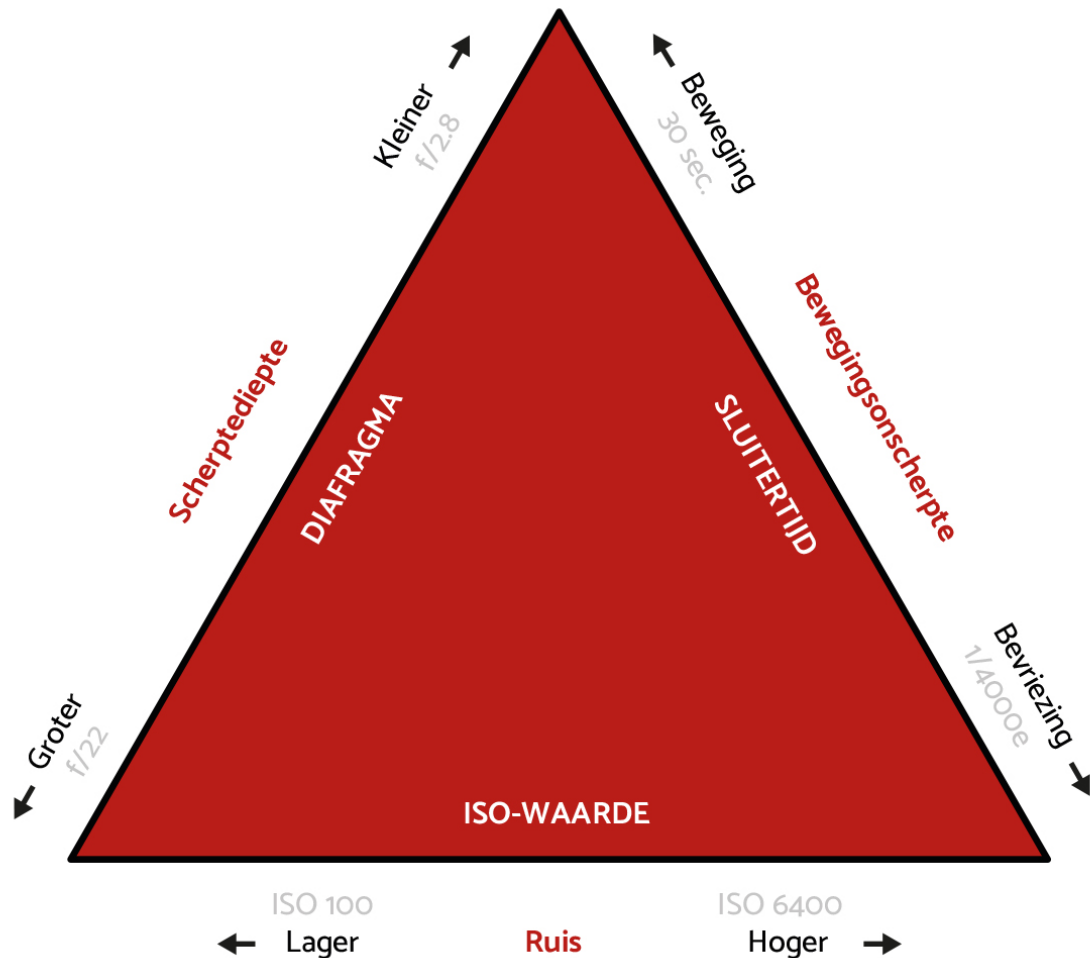 Kleiner
f/2.8
Beweging
30 sec.
Scherptediepte
DIAFRAGMA
SLUITERTIJD
Bewegingsonscherpte
Groter
f/22
Bevriezing
1/4000e
ISO-WAARDE
ISO 100
ISO 6400
Lager
Ruis
Hoger